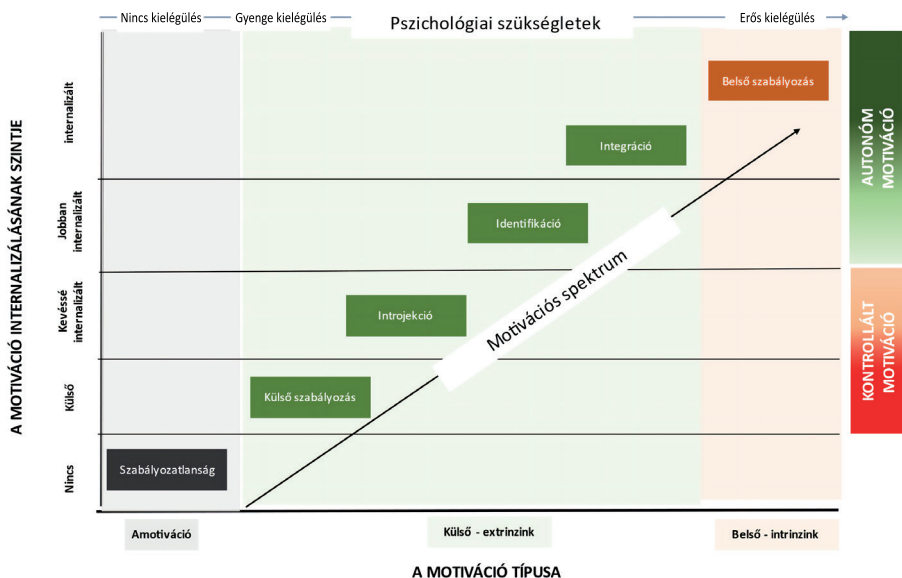 Nincs kielégülés
Gyenge kielégülés
Pszichológiai szükségletek
Erős kielégülés
A MOTIVÁCIÓ INTERNALIZÁLÁSÁNAK SZINTJE
internalizált
Jobban
internalizált
Kevéssé
internalizált
Külső
Nincs
Belső szabályozás
Integráció
Identifikáció
Introjekció
Külső szabályozás
Szabályozatlanság
Motivációs spektrum
AUTONÓM
MOTIVÁCIÓ
KONTROLLÁLT
MOTIVÁCIÓ
Amotiváció
Külső - extrinzink
Belső - intrinzink
A MOTIVÁCIÓ TÍPUSA